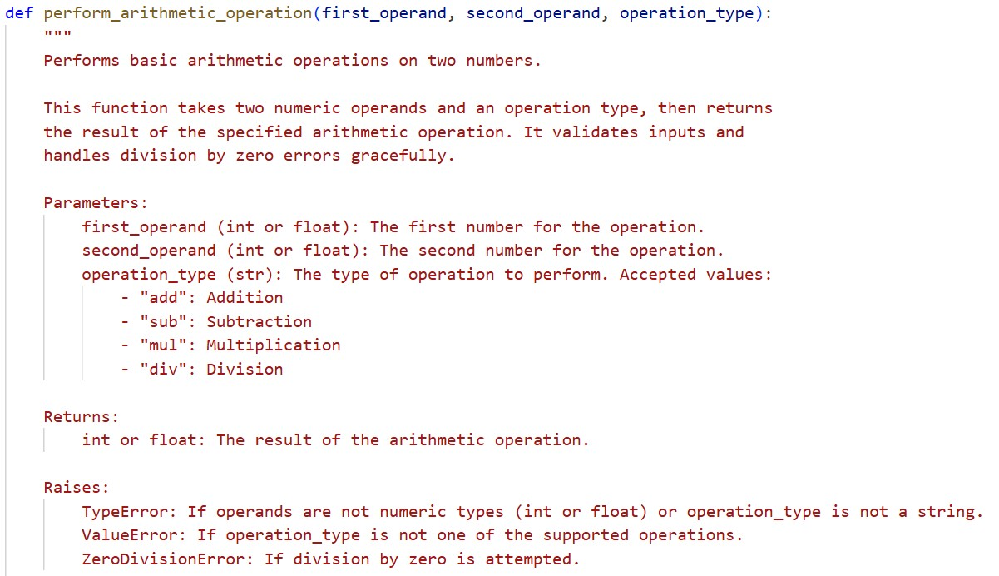 def perform_arithmetic_operation(first_operand, second_operand, operation_type):
"""
Performs basic arithmetic operations on two numbers.
This function takes two numeric operands and an operation type, then returns
the result of the specified arithmetic operation. It validates inputs and
handles division by zero errors gracefully.
Parameters:
first_operand (int or float): The first number for the operation.
second_operand (int or float): The second number for the operation.
operation_type (str): The type of operation to perform. Accepted values:
- "add": Addition
- "sub": Subtraction
- "mul": Multiplication
- "div": Division
Returns:
int or float: The result of the arithmetic operation.
Raises:
TypeError: If operands are not numeric types (int or float) or operation_type is not a string.
ValueError: If operation_type is not one of the supported operations.
ZeroDivisionError: If division by zero is attempted.